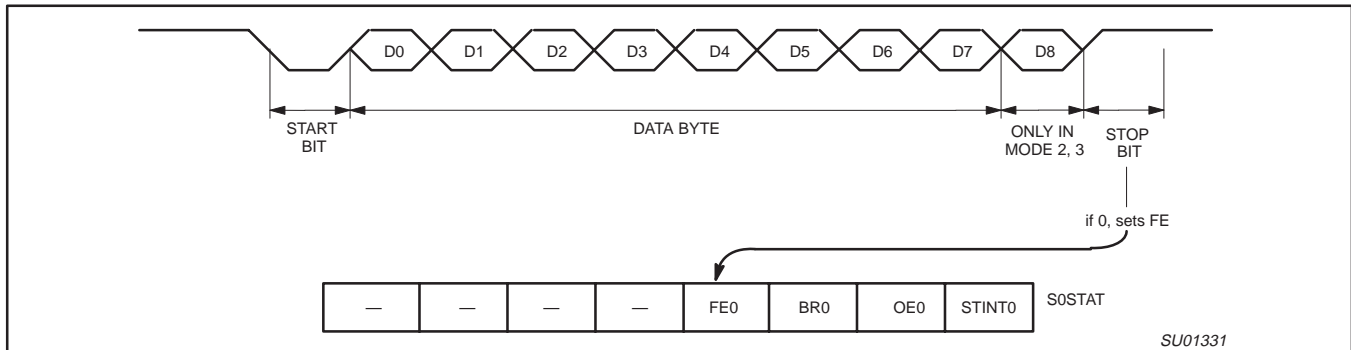 D0 D1 D2 D3 D4 D5 D6 D7 D8
START
BIT
DATA BYTE
ONLY IN
MODE 2, 3
STOP
BIT
if 0, sets FE
— — — — FE0 BR0 OE0 STINT0 S0STAT
SU01331